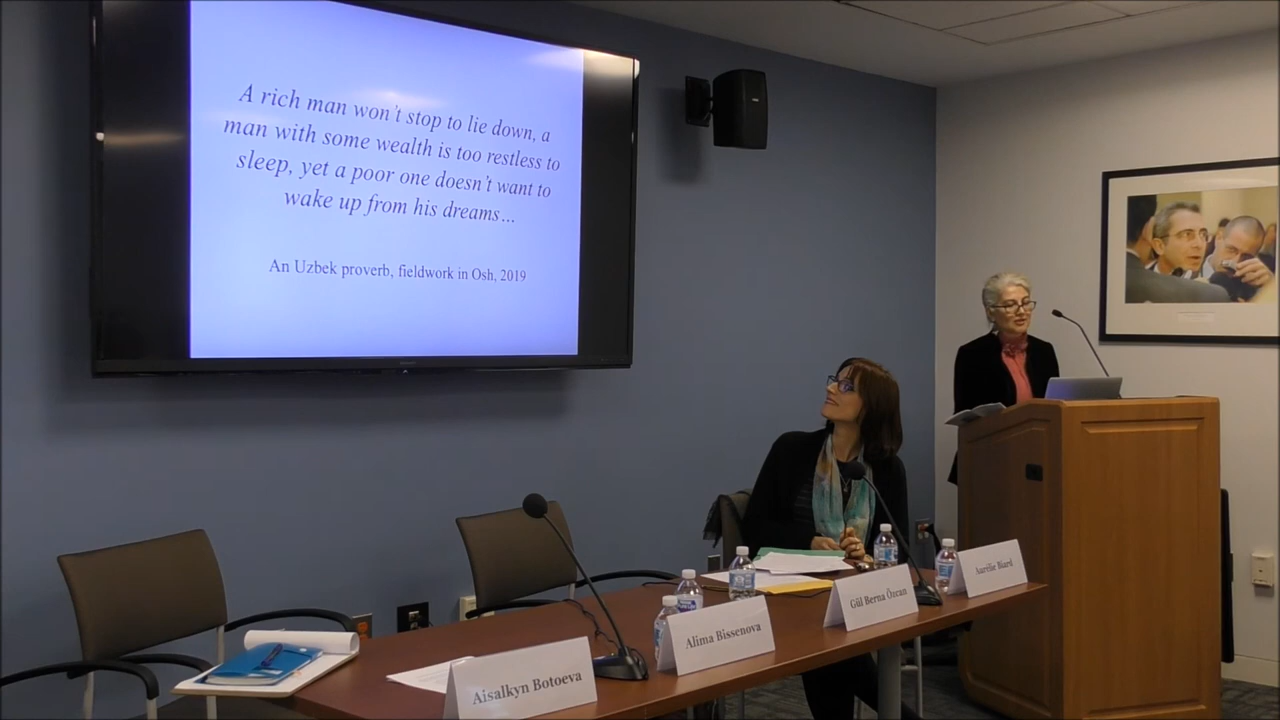 A rich man won't stop to lie down, a
man with some wealth is too restless to
sleep, yet a poor one doesn't want to
wake up from his dreams...
An Uzbek proverb, fieldwork in Osh, 2019
Aisalkyn Botoeva
Alima Bissenova
Gül Berna Özcan
Aurélie Biard